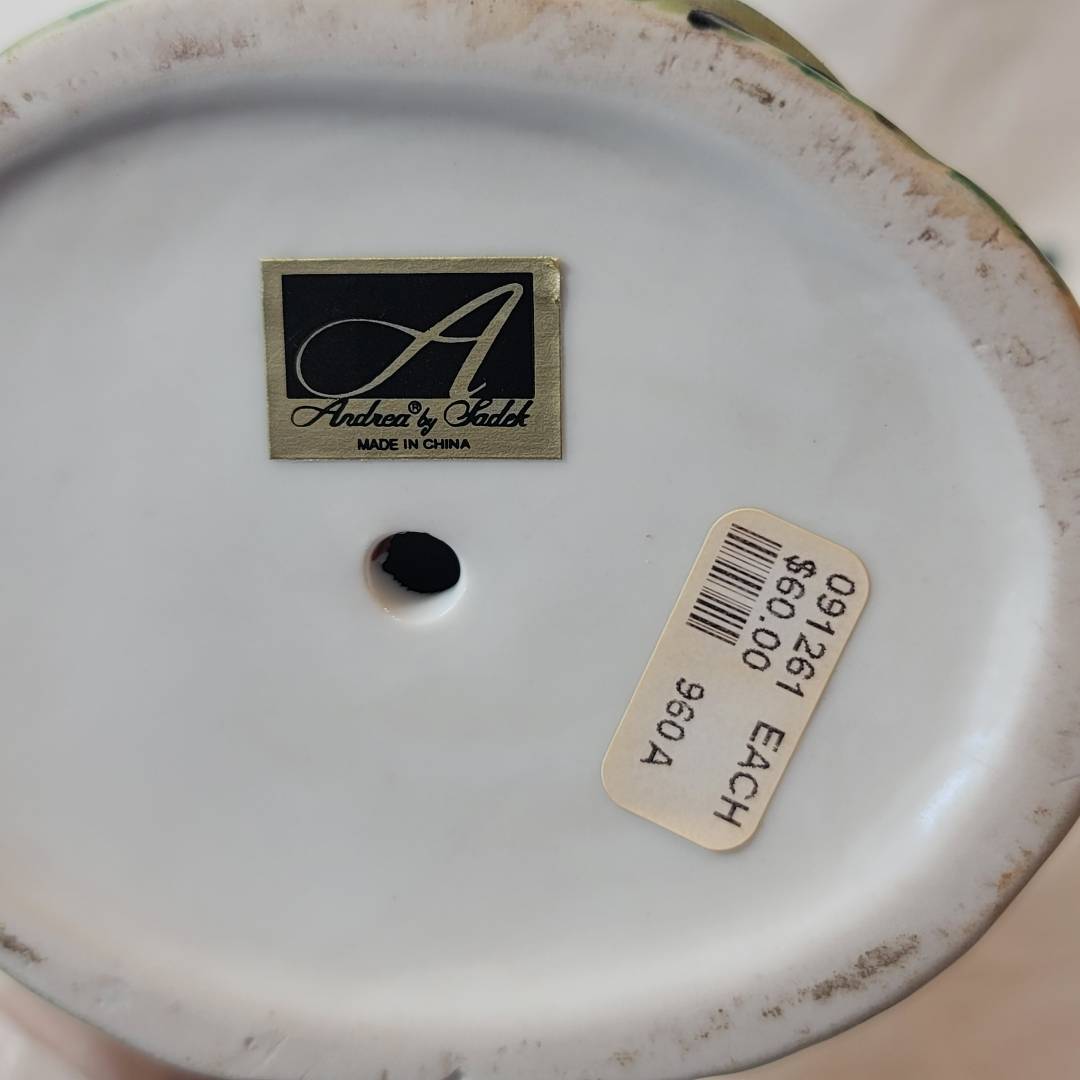 A
Andrea® by Sadek
MADE IN CHINA
091261 EACH
$60.00
960A